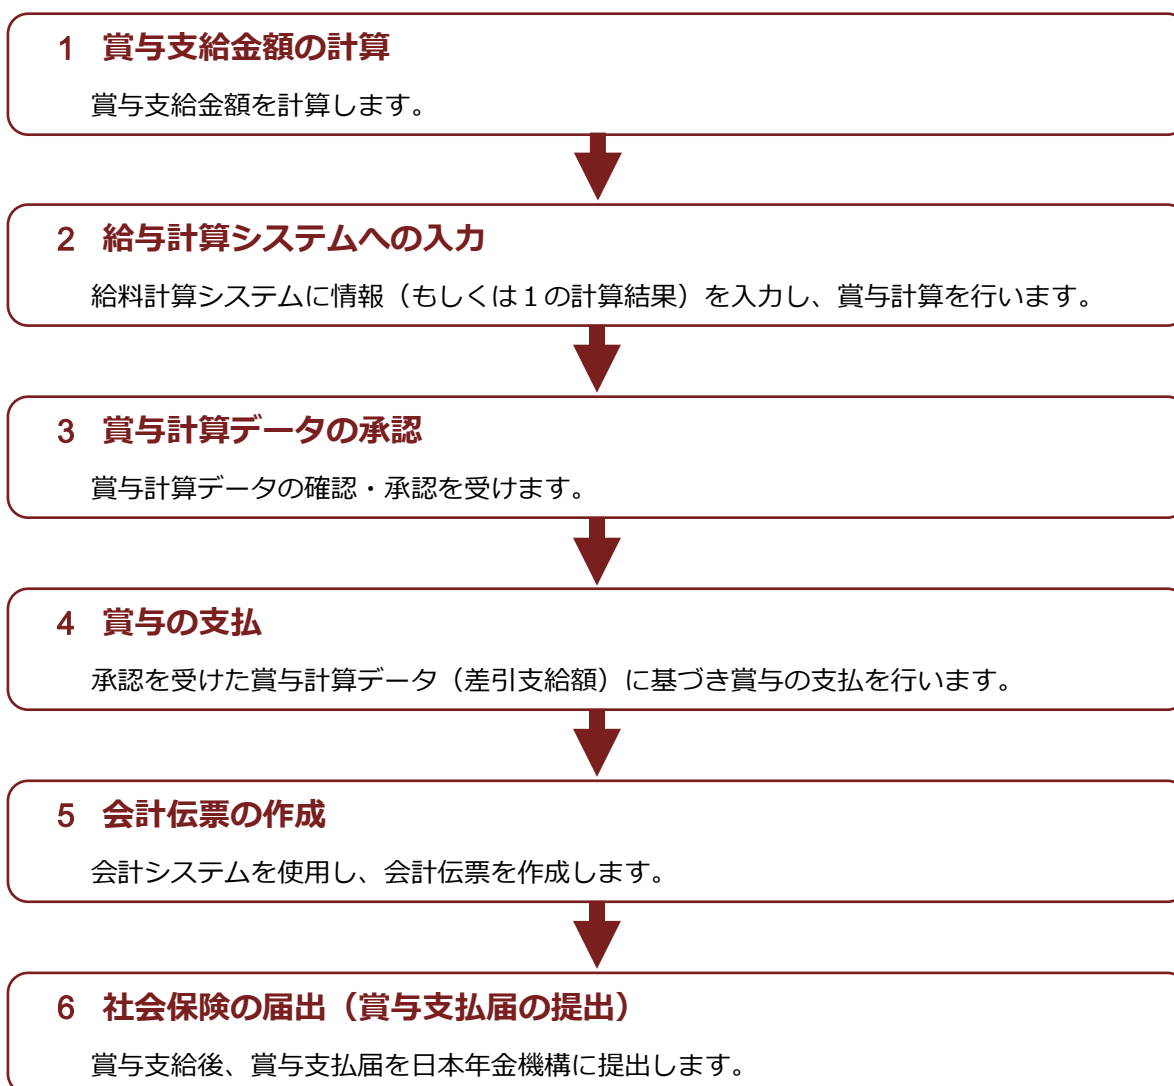 1 賞与支給金額の計算
賞与支給金額を計算します。
2 給与計算システムへの入力
給料計算システムに情報（もしくは１の計算結果）を入力し、賞与計算を行います。
3 賞与計算データの承認
賞与計算データの確認・承認を受けます。
4 賞与の支払
承認を受けた賞与計算データ（差引支給額）に基づき賞与の支払を行います。
5 会計伝票の作成
会計システムを使用し、会計伝票を作成します。
6 社会保険の届出（賞与支払届の提出）
賞与支給後、賞与支払届を日本年金機構に提出します。